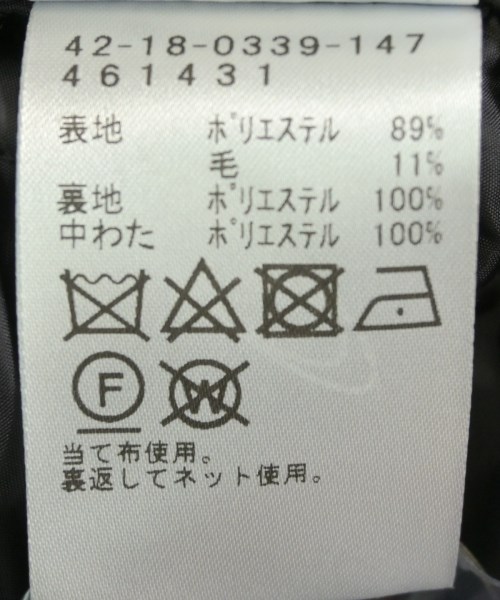 42-18-0339-147
461431
表地 ポリエステル 89%
毛 11%
裏地 ポリエステル 100%
中わた ポリエステル 100%
F W
当て布使用。
裏返してネット使用。